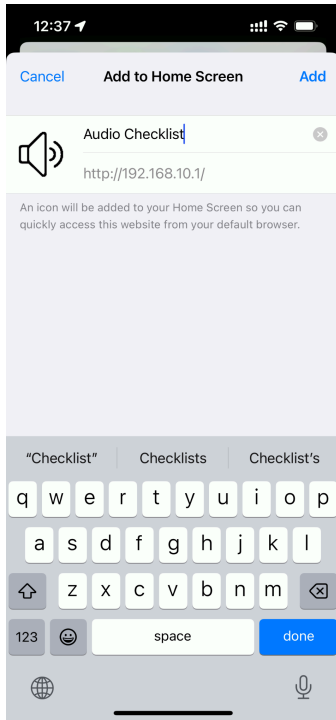 12:37
Cancel
Add to Home Screen
Add
Audio Checklist
http://192.168.10.1/
An icon will be added to your Home Screen so you can
quickly access this website from your default browser.
“Checklist”
Checklists
Checklist's
q w e r t y u i o p
a s d f g h j k l
z x c v b n m
123
space
done